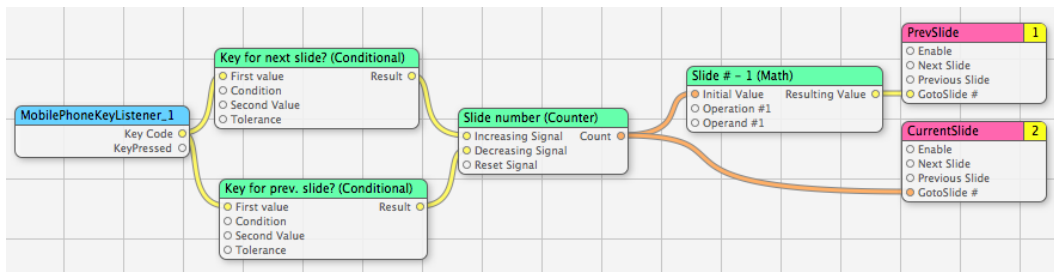 MobilePhoneKeyListener_1
Key Code
KeyPressed
Key for next slide? (Conditional)
First value Result
Condition
Second Value
Tolerance
Key for prev. slide? (Conditional)
First value Result
Condition
Second Value
Tolerance
Slide number (Counter)
Increasing Signal Count
Decreasing Signal
Reset Signal
Slide # - 1 (Math)
Initial Value Resulting Value
Operation #1
Operand #1
PrevSlide 1
Enable
Next Slide
Previous Slide
GotoSlide #
CurrentSlide 2
Enable
Next Slide
Previous Slide
GotoSlide #